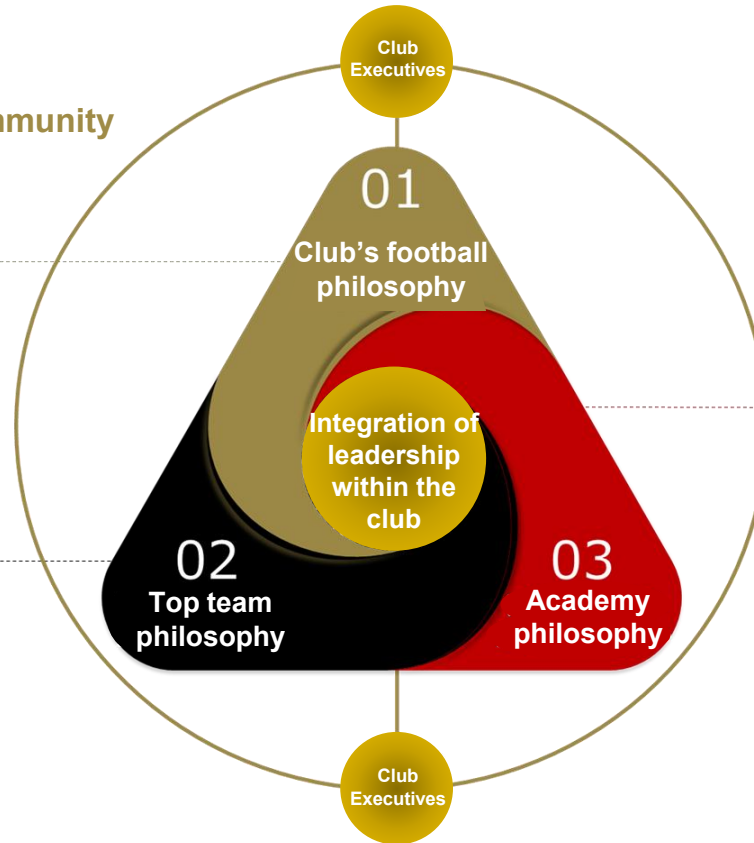 Club
Executives
mmunity
01
Club's football
philosophy
Integration of
leadership
within the
club
02
Top team
philosophy
03
Academy
philosophy
Club
Executives